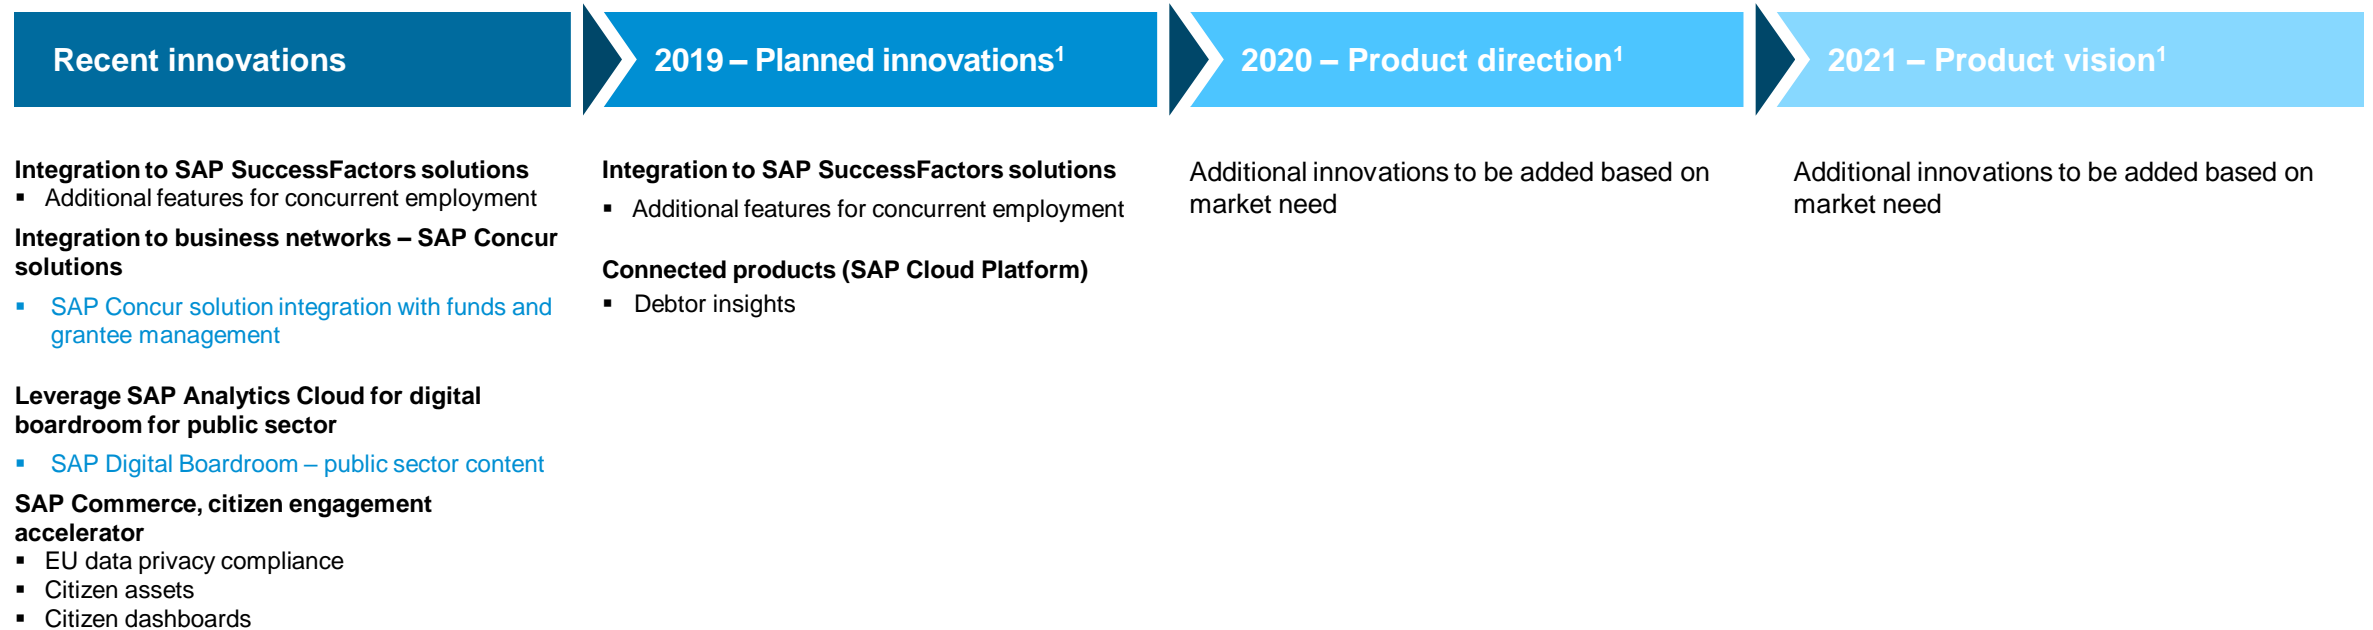 Recent innovations
2019 – Planned innovations¹
2020 – Product direction¹
2021 – Product vision¹
Integration to SAP SuccessFactors solutions
▪ Additional features for concurrent employment
Integration to business networks – SAP Concur
solutions
▪ SAP Concur solution integration with funds and
grantee management
Leverage SAP Analytics Cloud for digital
boardroom for public sector
▪ SAP Digital Boardroom – public sector content
SAP Commerce, citizen engagement
accelerator
▪ EU data privacy compliance
▪ Citizen assets
▪ Citizen dashboards
Integration to SAP SuccessFactors solutions
▪ Additional features for concurrent employment
Connected products (SAP Cloud Platform)
▪ Debtor insights
Additional innovations to be added based on
market need
Additional innovations to be added based on
market need